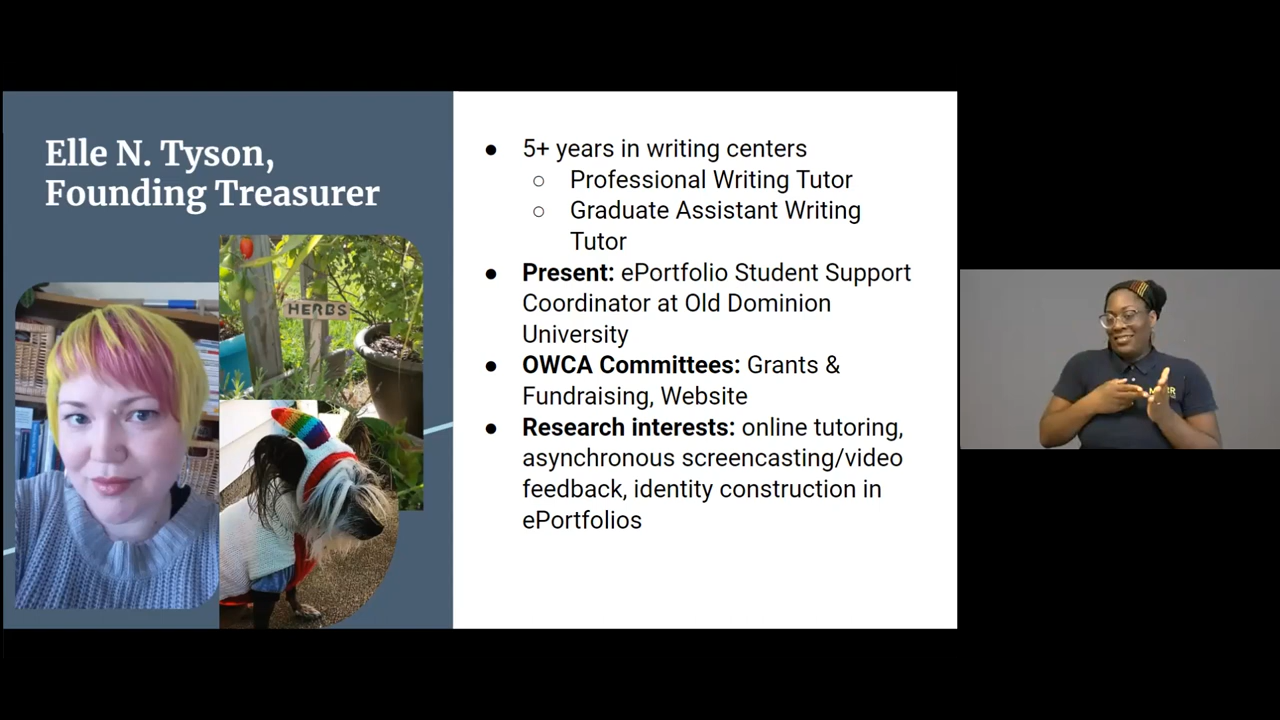 Elle N. Tyson,
Founding Treasurer
HERBS
● 5+ years in writing centers
○ Professional Writing Tutor
○ Graduate Assistant Writing
Tutor
● Present: ePortfolio Student Support
Coordinator at Old Dominion
University
● OWCA Committees: Grants &
Fundraising, Website
● Research interests: online tutoring,
asynchronous screencasting/video
feedback, identity construction in
ePortfolios